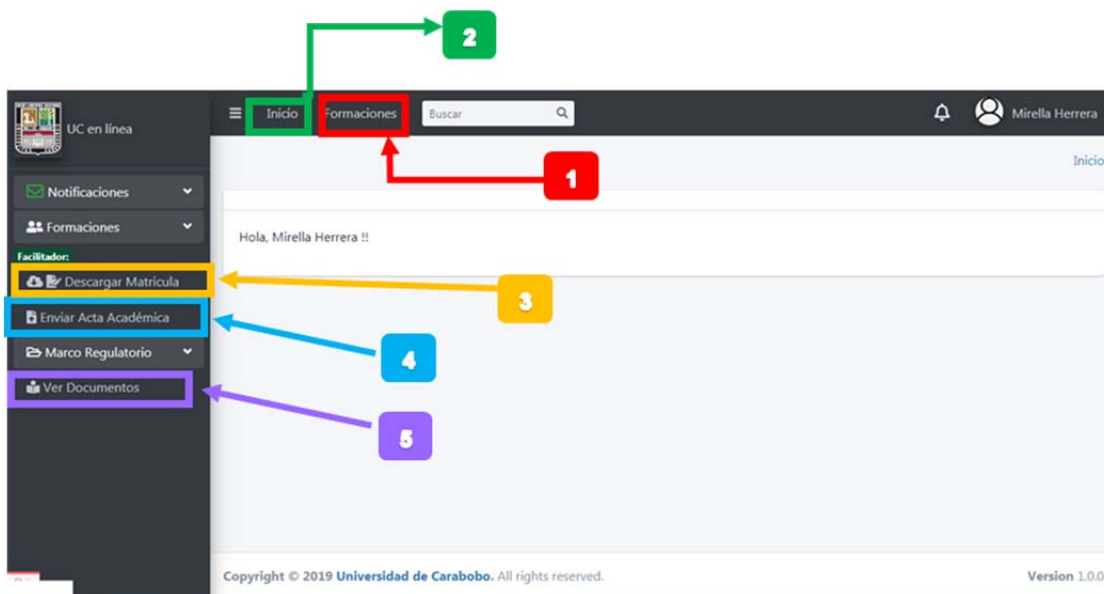 2
UC en línea
Inicio
Formaciones
Buscar
Mirella Herrera
Inicio
1
Notificaciones
Formaciones
Hola, Mirella Herrera !!
Facilitador:
Descargar Matricula
3
Enviar Acta Académica
Marco Regulatorio
4
Ver Documentos
5
Copyright © 2019 Universidad de Carabobo. All rights reserved.
Version 1.0.0